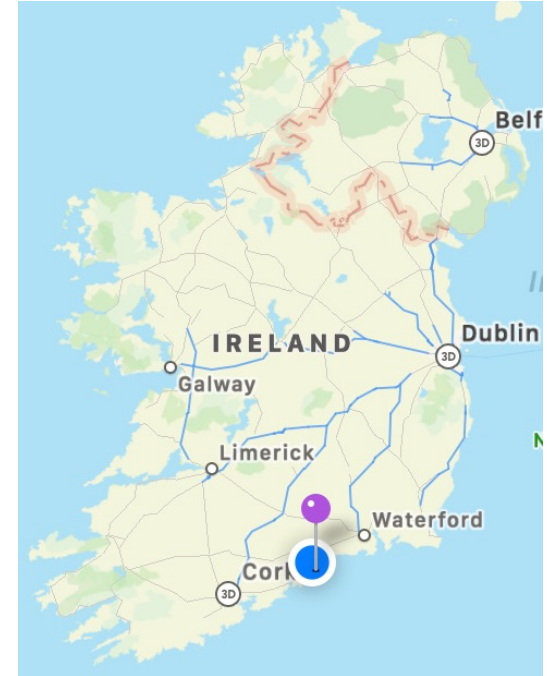 Belf
3D
Dublin
3D
IRELAND
Galway
Limerick
Waterford
Cork
3D
N